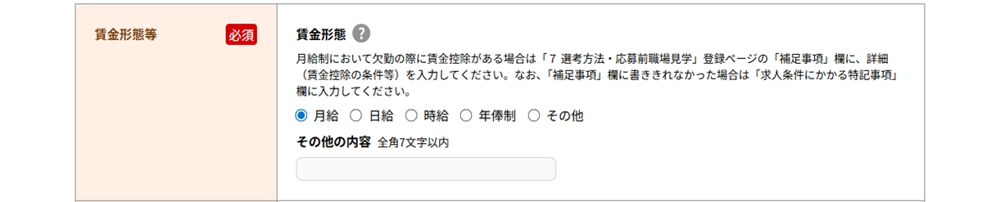 賃金形態等 必須
賃金形態 ?
月給制において欠勤の際に賃金控除がある場合は「７ 選考方法・応募前職場見学」登録ページの「補足事項」欄に、詳細
（賃金控除の条件等）を入力してください。なお、「補足事項」欄に書ききれなかった場合は「求人条件にかかる特記事項」
欄に入力してください。
月給 日給 時給 年俸制 その他
その他の内容 全角7文字以内